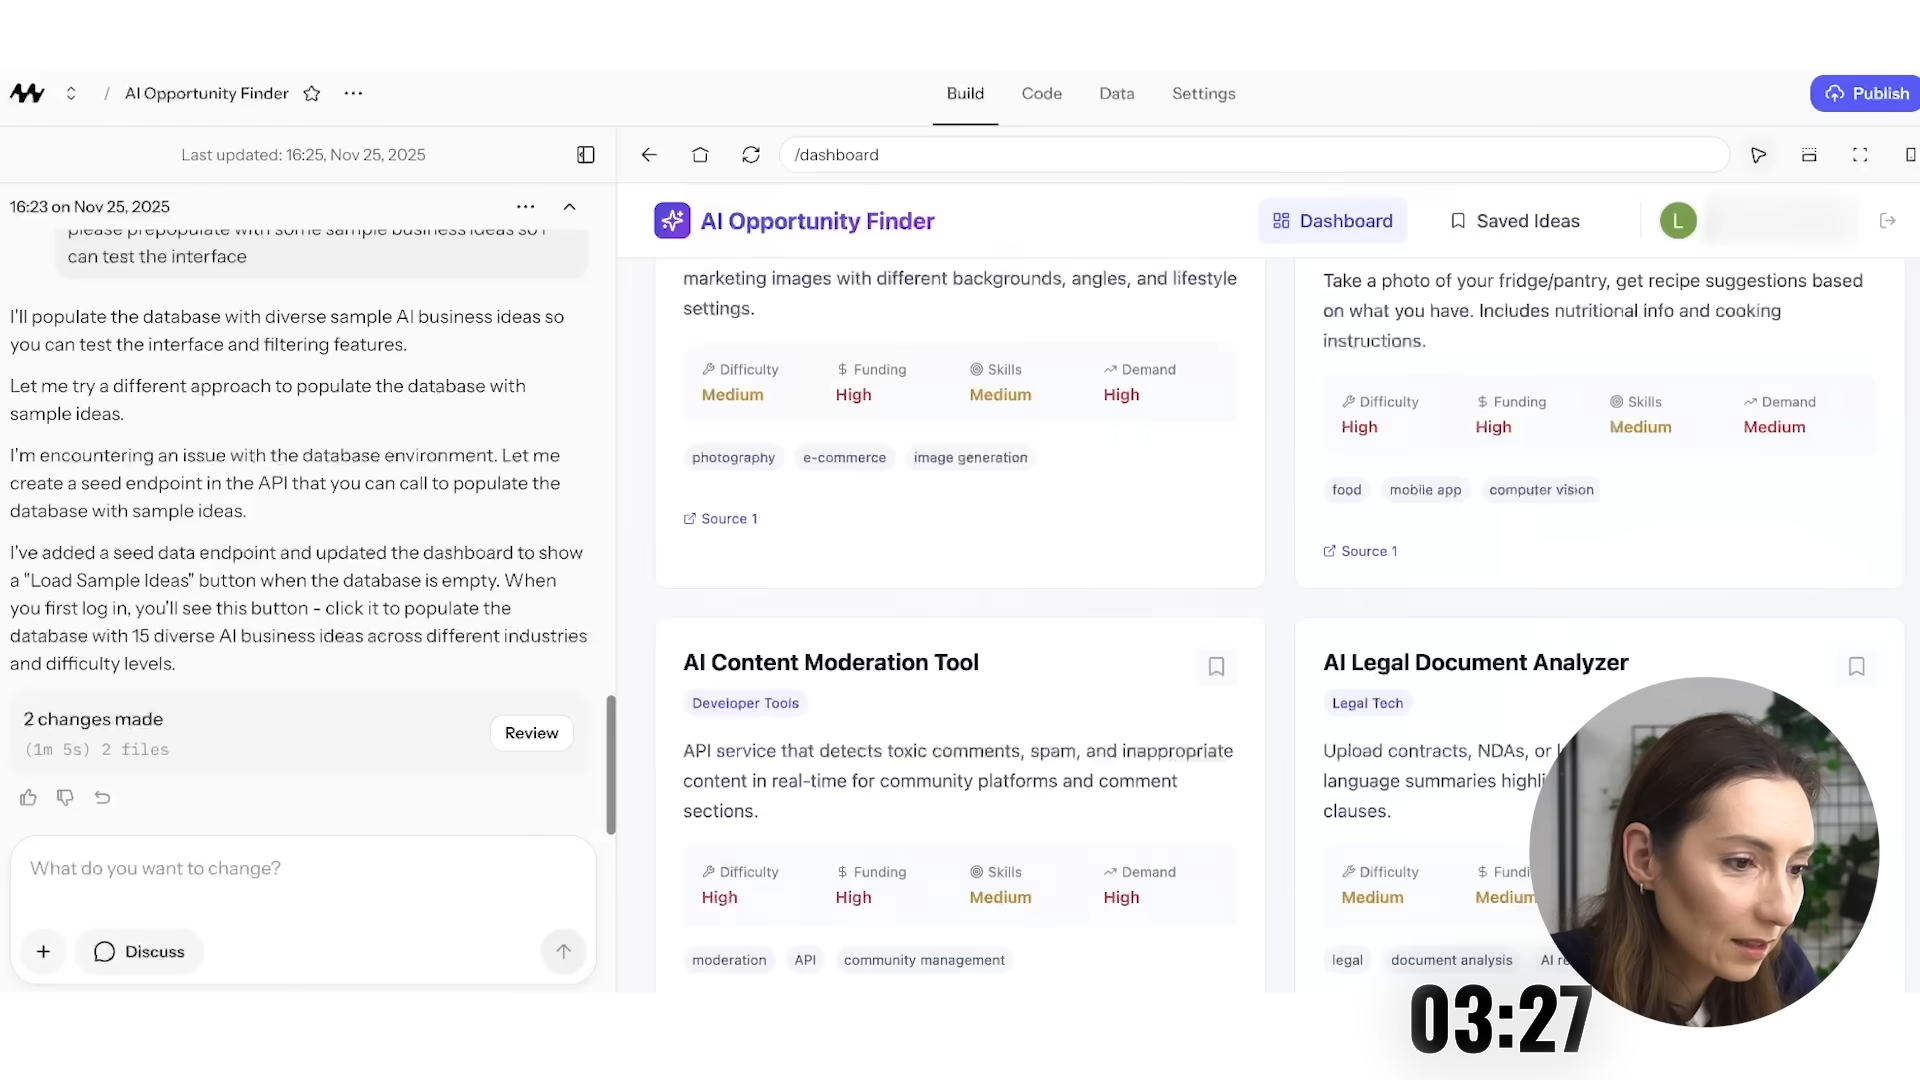 / AI Opportunity Finder
Build Code Data Settings
Publish
Last updated: 16:25, Nov 25, 2025
/dashboard
16:23 on Nov 25, 2025
please prepopulate with some sample business ideas so I
can test the interface
I'll populate the database with diverse sample AI business ideas so
you can test the interface and filtering features.
Let me try a different approach to populate the database with
sample ideas.
I'm encountering an issue with the database environment. Let me
create a seed endpoint in the API that you can call to populate the
database with sample ideas.
I've added a seed data endpoint and updated the dashboard to show
a "Load Sample Ideas" button when the database is empty. When
you first log in, you'll see this button - click it to populate the
database with 15 diverse AI business ideas across different industries
and difficulty levels.
2 changes made
(1m 5s) 2 files
Review
What do you want to change?
Discuss
AI Opportunity Finder
Dashboard
Saved Ideas
L
marketing images with different backgrounds, angles, and lifestyle
settings.
Difficulty Funding Skills Demand
Medium High Medium High
photography e-commerce image generation
Source 1
Take a photo of your fridge/pantry, get recipe suggestions based
on what you have. Includes nutritional info and cooking
instructions.
Difficulty Funding Skills Demand
High High Medium Medium
food mobile app computer vision
Source 1
AI Content Moderation Tool
Developer Tools
API service that detects toxic comments, spam, and inappropriate
content in real-time for community platforms and comment
sections.
Difficulty Funding Skills Demand
High High Medium High
moderation API community management
AI Legal Document Analyzer
Legal Tech
Upload contracts, NDAs, or
language summaries
clauses.
Difficulty
Medium Medium
legal document analysis AI
03:27